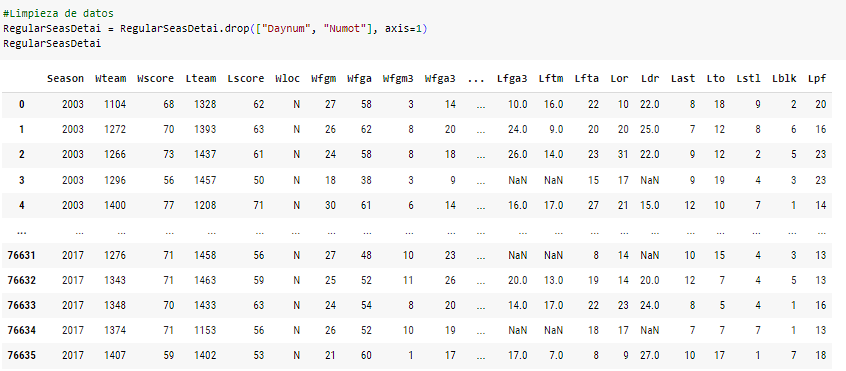 #Limpieza de datos
RegularSeasDetai = RegularSeasDetai.drop(["Daynum", "Numot"], axis=1)
RegularSeasDetai
Season Wteam Wscore Lteam Lscore Wloc Wfgm Wfga Wfgm3 Wfga3 ... Lfga3 Lftm Lfta Lor Ldr Last Lto Lstl Lblk Lpf
0 2003 1104 68 1328 62 N 27 58 3 14 ... 10.0 16.0 22 10 22.0 8 18 9 2 20
1 2003 1272 70 1393 63 N 26 62 8 20 ... 24.0 9.0 20 20 25.0 7 12 8 6 16
2 2003 1266 73 1437 61 N 24 58 8 18 ... 26.0 14.0 23 31 22.0 9 12 2 5 23
3 2003 1296 56 1457 50 N 18 38 3 9 ... NaN NaN 15 17 NaN 9 19 4 3 23
4 2003 1400 77 1208 71 N 30 61 6 14 ... 16.0 17.0 27 21 15.0 12 10 7 1 14
... ... ... ... ... ... ... ... ... ... ... ... ... ... ... ... ... ... ... ... ... ...
76631 2017 1276 71 1458 56 N 27 48 10 23 ... NaN NaN 8 14 NaN 10 15 4 3 13
76632 2017 1343 71 1463 59 N 25 52 11 26 ... 20.0 13.0 19 14 20.0 12 7 4 5 13
76633 2017 1348 70 1433 63 N 24 54 8 20 ... 14.0 17.0 22 23 24.0 8 5 4 1 16
76634 2017 1374 71 1153 56 N 26 52 10 19 ... NaN NaN 18 17 NaN 7 7 7 1 13
76635 2017 1407 59 1402 53 N 21 60 1 17 ... 17.0 7.0 8 9 27.0 10 17 1 7 18